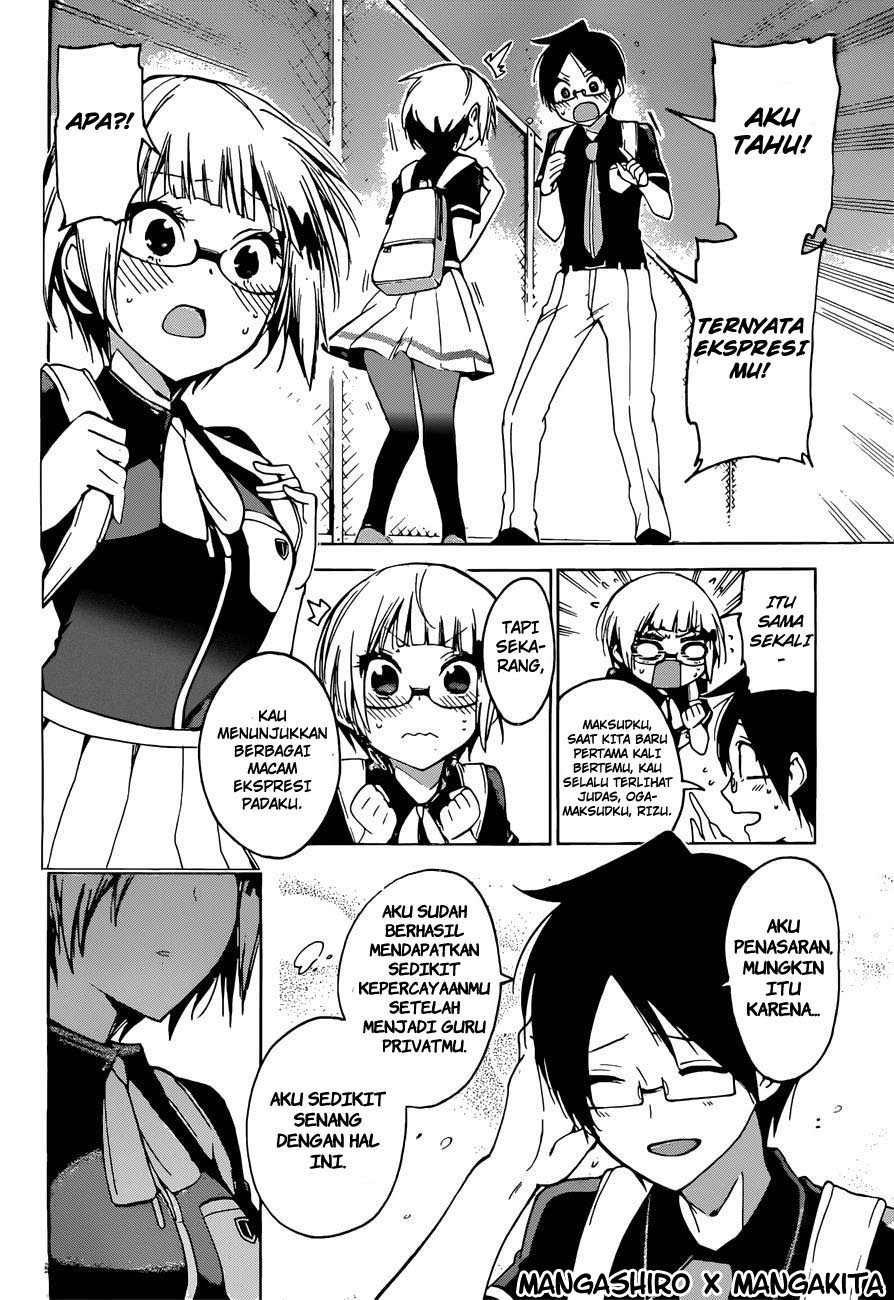 AKU
TAHU!
TERNYATA
EKSPRESI
MU!
APA?!
ITU
SAMA
SEKALI
-
MAKSUDKU,
SAAT KITA BARU
PERTAMA KALI
BERTEMU, KAU
SELALU TERLIHAT
JUDAS, OGA-
MAKSUDKU, RIZU.
TAPI
SEKA-
RANG,
KAU
MENUNJUKKAN
BERBAGAI
MACAM
EKSPRESI
PADAKU.
AKU
PENASARAN.
MUNGKIN
ITU
KARENA...
AKU SUDAH
BERHASIL
MENDAPATKAN
SEDIKIT
KEPERCAYAANMU
SETELAH
MENJADI GURU
PRIVATMU.
AKU SEDIKIT
SENANG
DENGAN HAL
INI.
MANGASHIRO X MANGAKITA